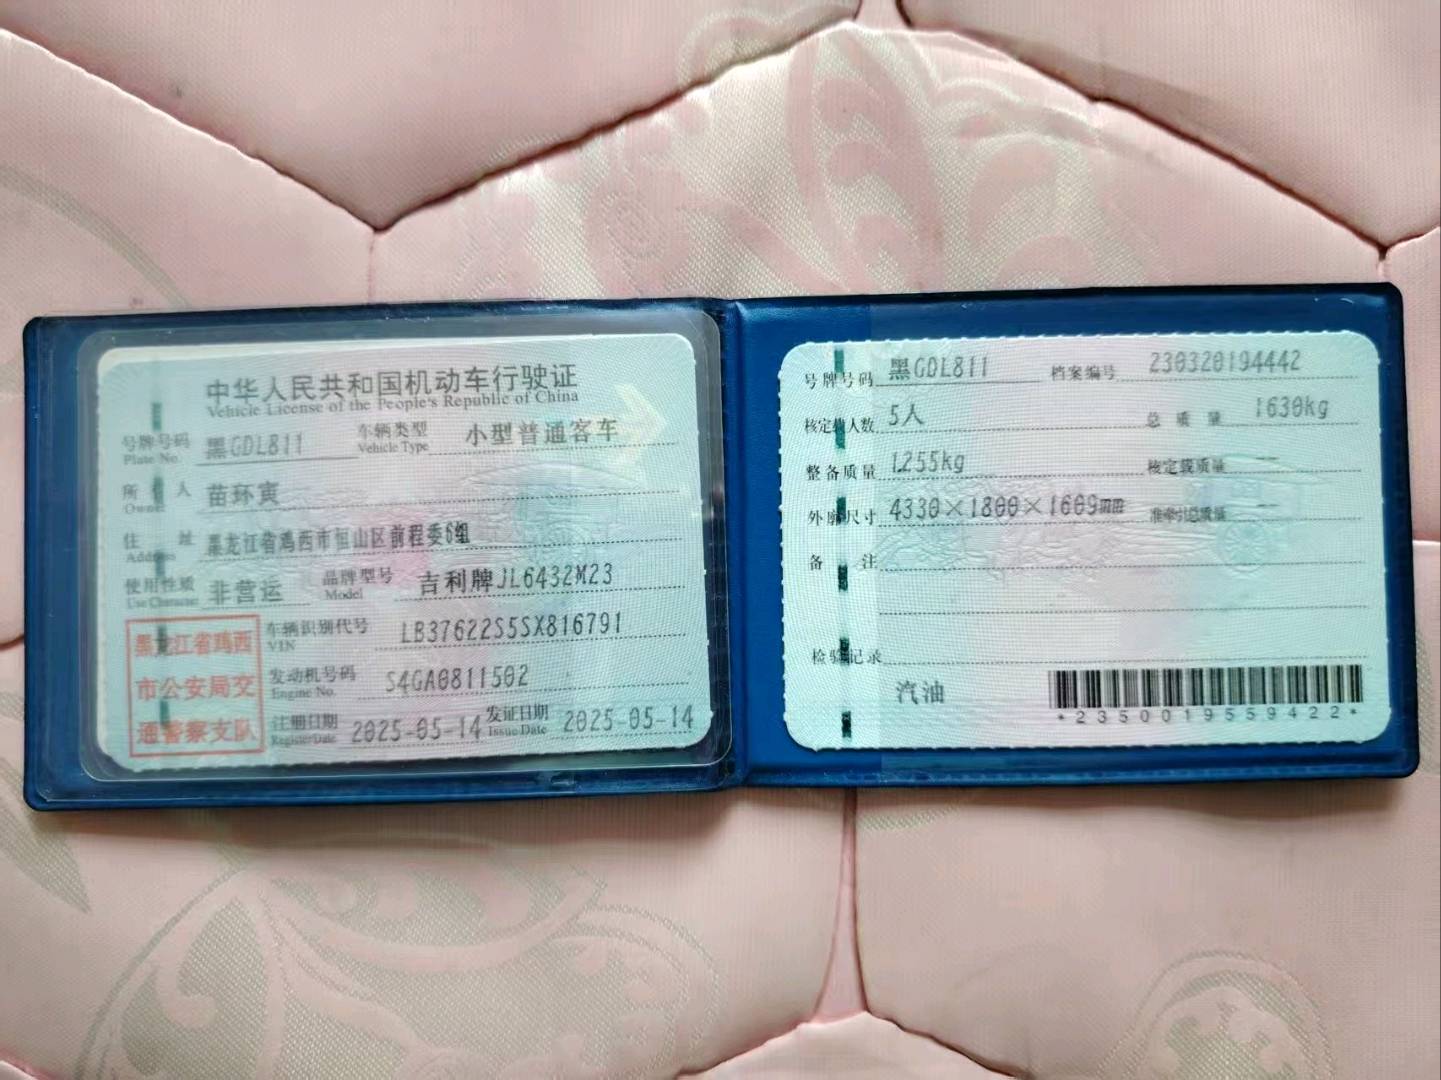 中华人民共和国机动车行驶证
Vehicle License of the People's Republic of China
号牌号码 黑GDL811 车辆类型 小型普通客车
Plate No. Vehicle Type
所有人 苗环寅
Owner
住址 黑龙江省鸡西市恒山区前程委6组
Address
使用性质 非营运 品牌型号 吉利牌JL6432M23
Use Character Model
黑龙江省鸡西
市公安局交
通警察支队
车辆识别代号 LB37622S5SX816791
VIN
发动机号码 S4GA0811502
Engine No.
注册日期 2025-05-14 发证日期 2025-05-14
Register Date Issue Date
号牌号码 黑GDL811 档案编号 230320194442
核定载人数 5人 总质量 1630kg
整备质量 1255kg 核定载质量 --
外廓尺寸 4330×1800×1609mm 准牵引总质量 --
备注
检验记录
汽油
*2350019559422*